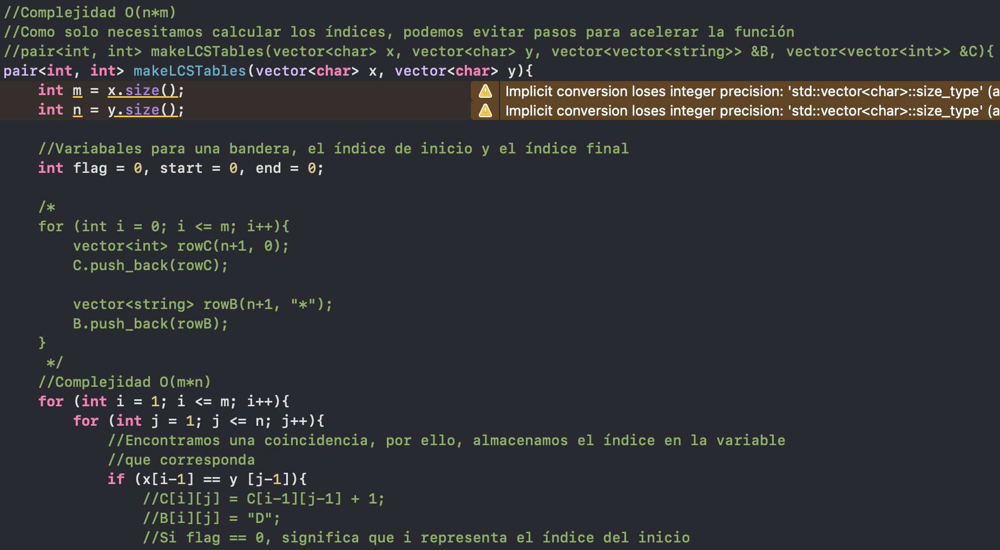 //Complejidad O(n*m)
//Como solo necesitamos calcular los índices, podemos evitar pasos para acelerar la función
//pair<int, int> makeLCSTables(vector<char> x, vector<char> y, vector<vector<string>> &B, vector<vector<int>> &C){
pair<int, int> makeLCSTables(vector<char> x, vector<char> y){
    int m = x.size(); Implicit conversion loses integer precision: 'std::vector<char>::size_type' (a
    int n = y.size(); Implicit conversion loses integer precision: 'std::vector<char>::size_type' (a
    //Variabales para una bandera, el índice de inicio y el índice final
    int flag = 0, start = 0, end = 0;
    /*
    for (int i = 0; i <= m; i++){
        vector<int> rowC(n+1, 0);
        C.push_back(rowC);
        vector<string> rowB(n+1, "*");
        B.push_back(rowB);
    }
     */
    //Complejidad O(m*n)
    for (int i = 1; i <= m; i++){
        for (int j = 1; j <= n; j++){
            //Encontramos una coincidencia, por ello, almacenamos el índice en la variable
            //que corresponda
            if (x[i-1] == y [j-1]){
                //C[i][j] = C[i-1][j-1] + 1;
                //B[i][j] = "D";
                //Si flag == 0, significa que i representa el índice del inicio